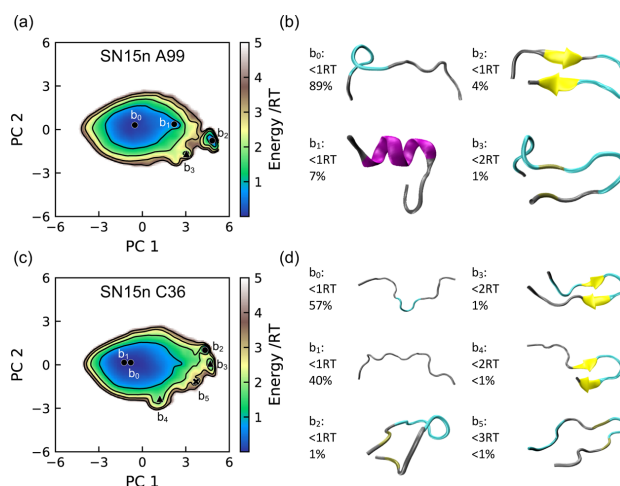 (a)
SN15n A99
PC 2
6
3
0
−3
−6
−6 −3 0 3 6
PC 1
b0
b1
b2
b3
5
4
3
2
1
Energy /RT
(b)
b0:
<1RT
89%
b2:
<1RT
4%
b1:
<1RT
7%
b3:
<2RT
1%
(c)
SN15n C36
PC 2
6
3
0
−3
−6
−6 −3 0 3 6
PC 1
b1
b0
b2
b3
b5
b4
5
4
3
2
1
Energy /RT
(d)
b0:
<1RT
57%
b3:
<2RT
1%
b1:
<1RT
40%
b4:
<2RT
<1%
b2:
<1RT
1%
b5:
<3RT
<1%